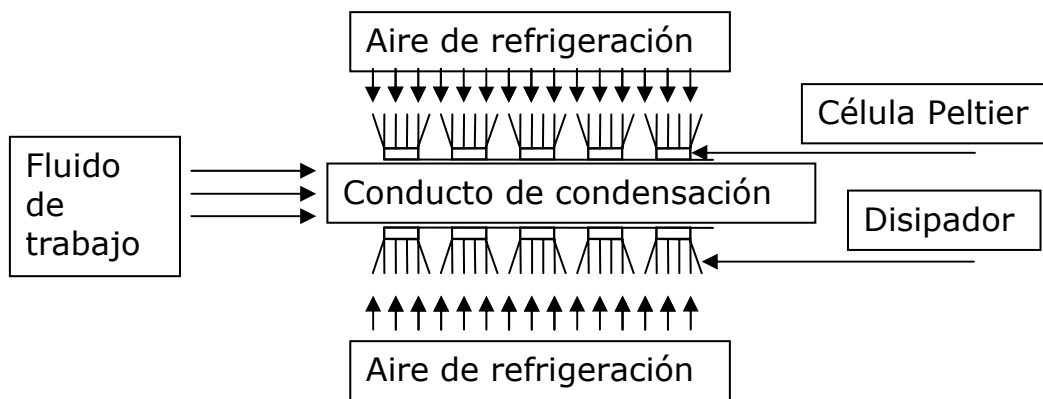 Aire de refrigeración
Célula Peltier
Fluido
de
trabajo
Conducto de condensación
Disipador
Aire de refrigeración